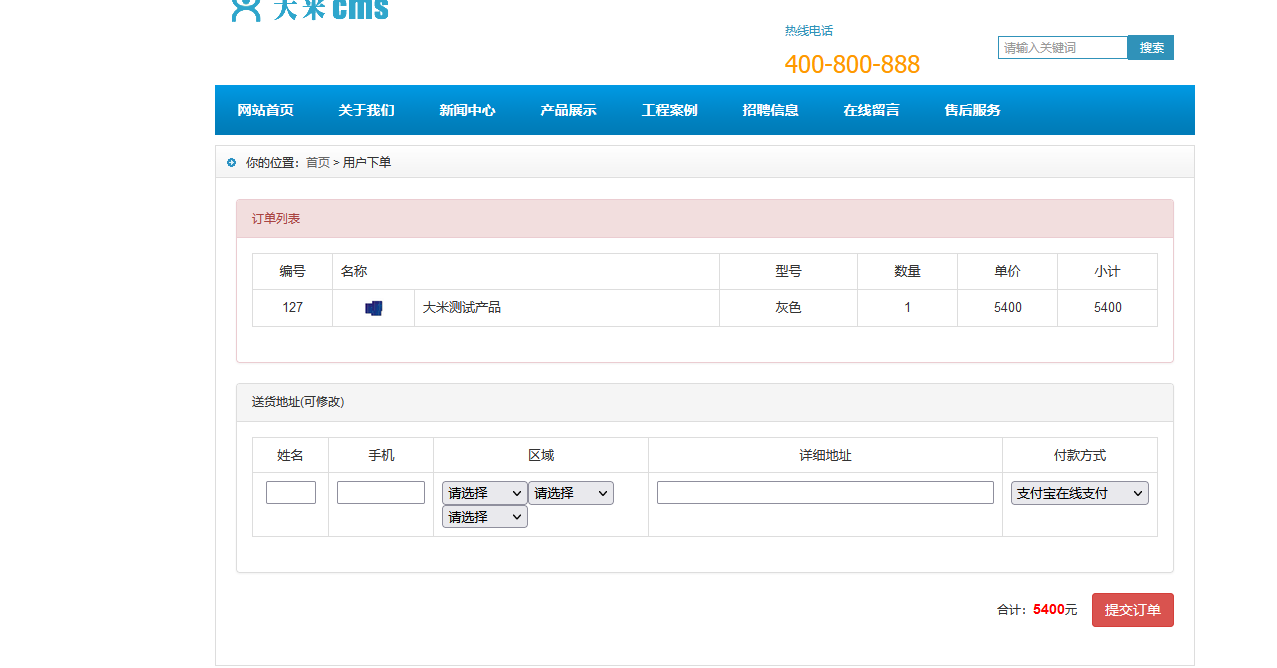 大米cms
热线电话
400-800-888
请输入关键词 搜索
网站首页 关于我们 新闻中心 产品展示 工程案例 招聘信息 在线留言 售后服务
你的位置：首页 > 用户下单
订单列表
编号 名称 型号 数量 单价 小计
127 大米测试产品 灰色 1 5400 5400
送货地址(可修改)
姓名 手机 区域 详细地址 付款方式
请选择 请选择 支付宝在线支付
请选择
合计：5400元 提交订单